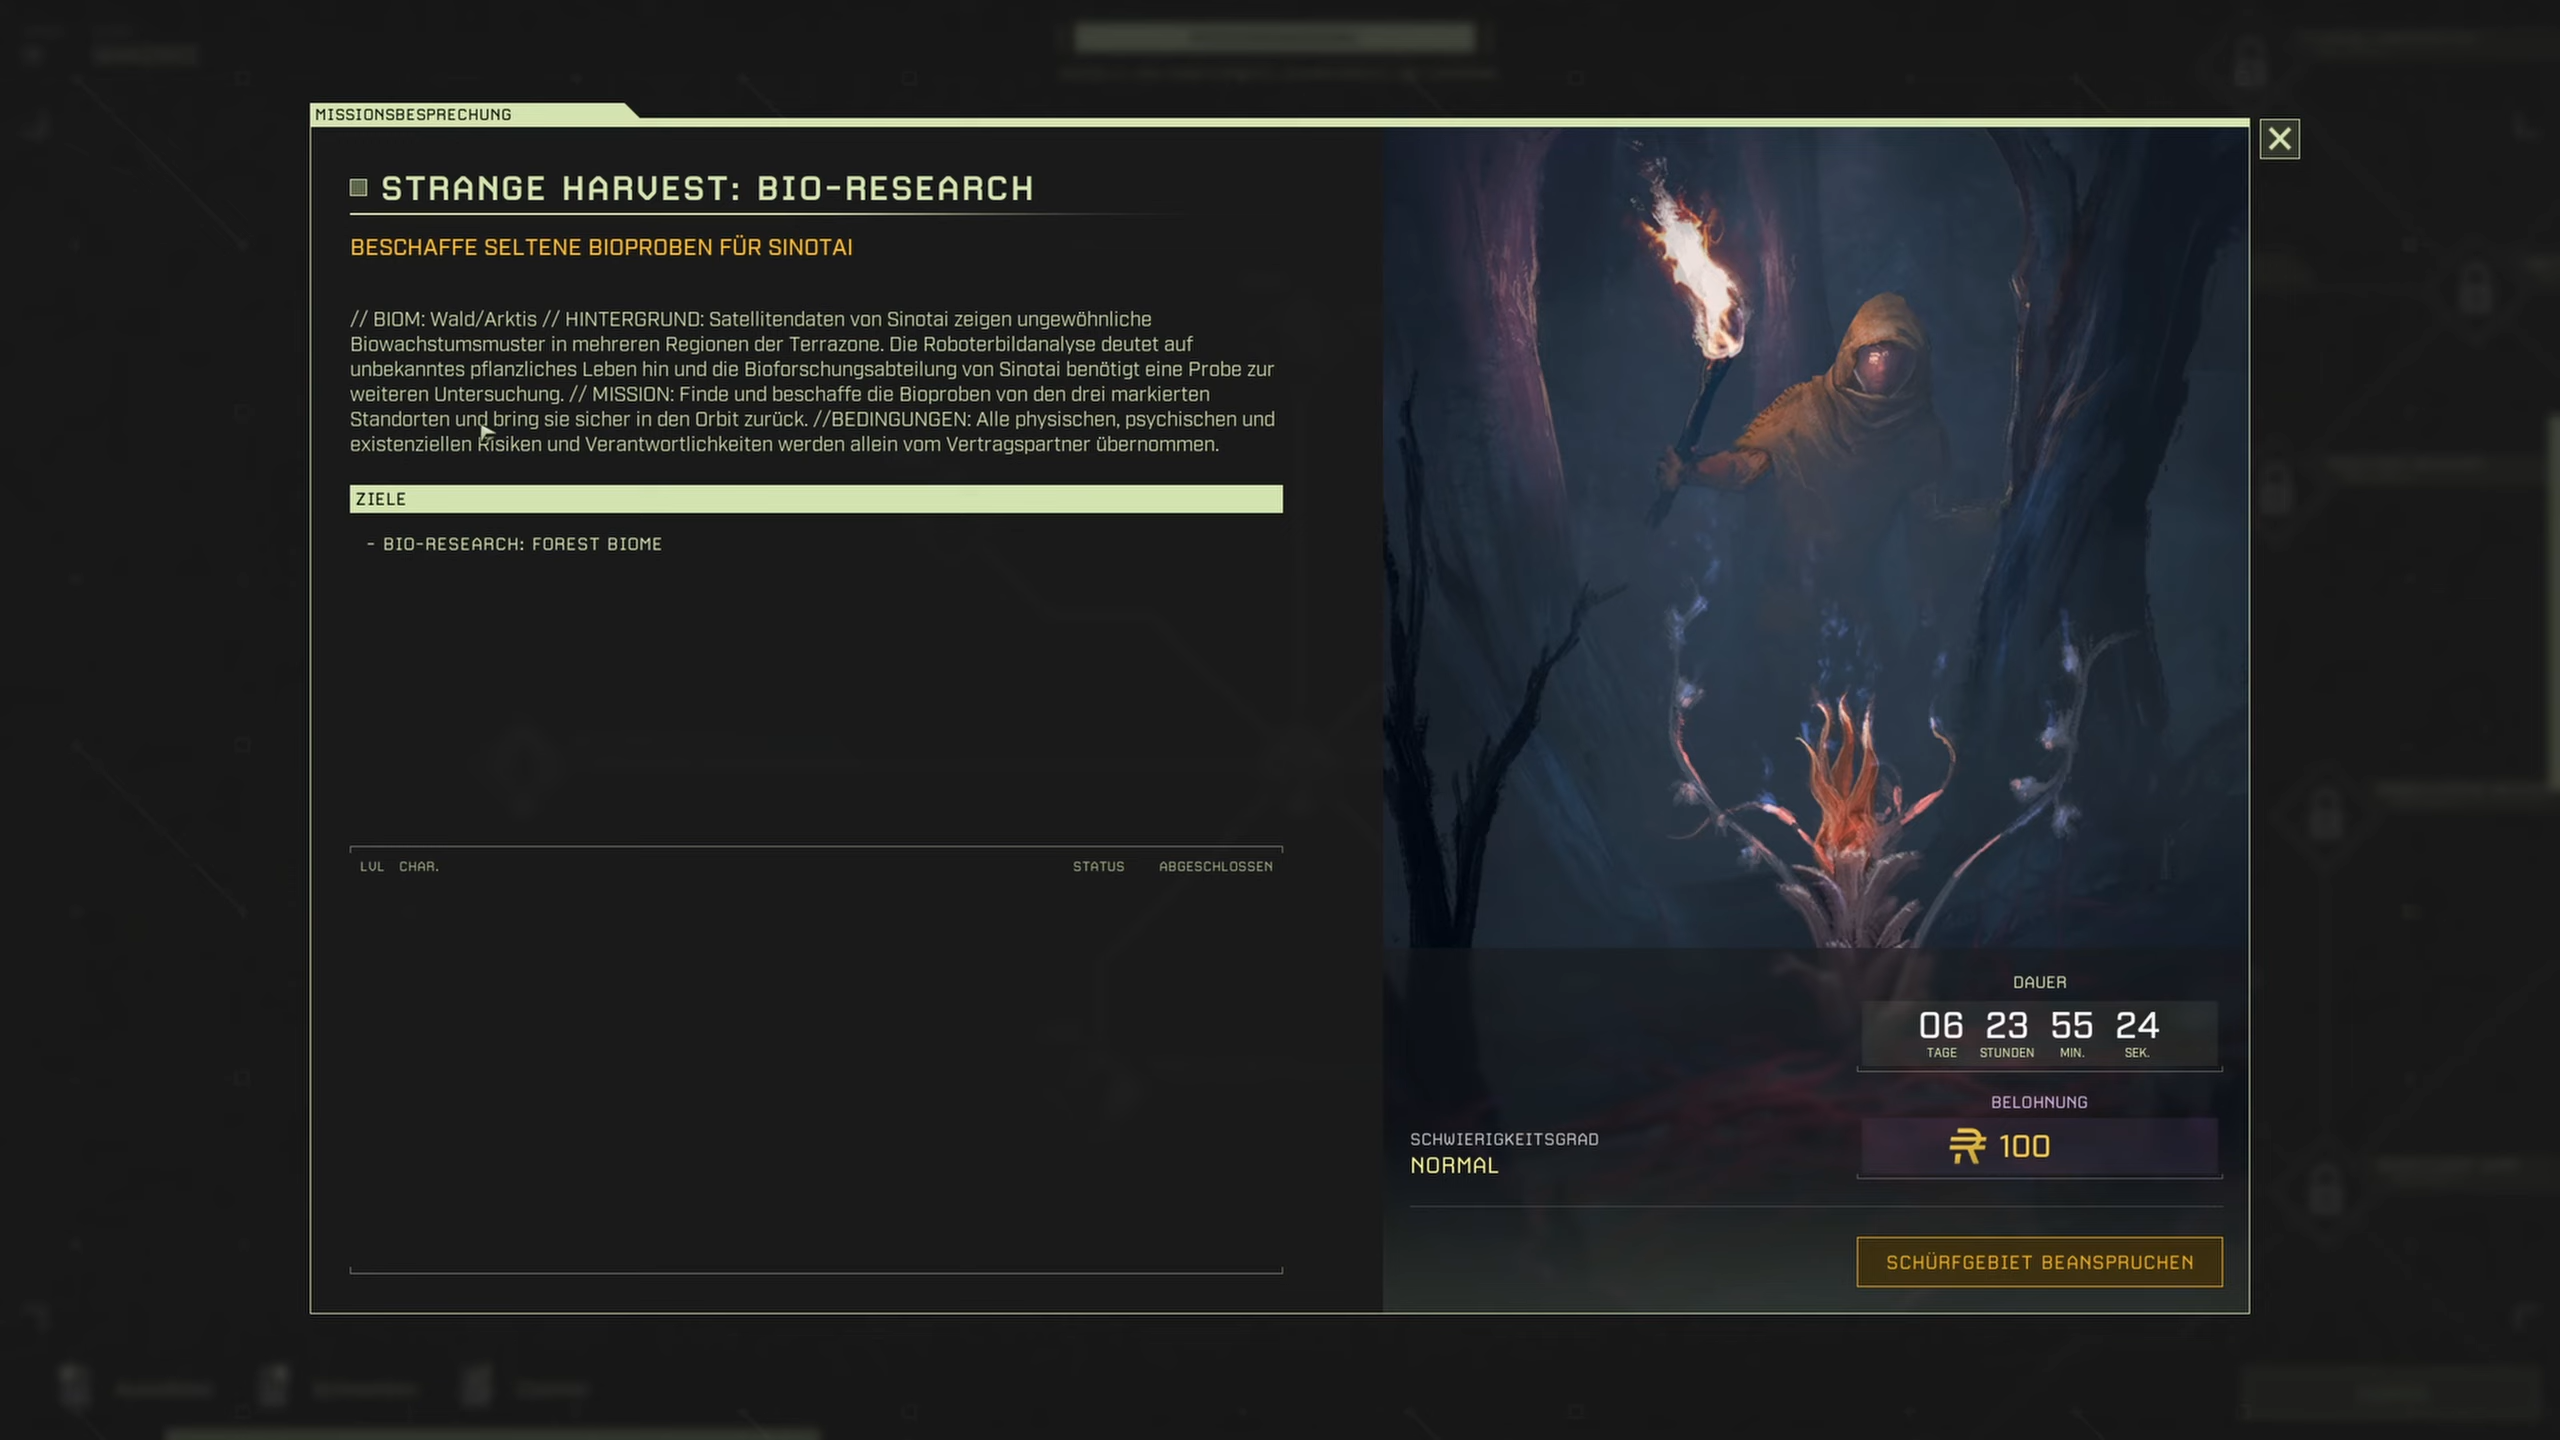 MISSIONSBESPRECHUNG
STRANGE HARVEST: BIO-RESEARCH
BESCHAFFE SELTENE BIOPROBEN FÜR SINOTAI
// BIOM: Wald/Arktis // HINTERGRUND: Satellitendaten von Sinotai zeigen ungewöhnliche
Biowachstumsmuster in mehreren Regionen der Terrazone. Die Roboterbildanalyse deutet auf
unbekanntes pflanzliches Leben hin und die Bioforschungsabteilung von Sinotai benötigt eine Probe zur
weiteren Untersuchung. // MISSION: Finde und beschaffe die Bioproben von den drei markierten
Standorten und bring sie sicher in den Orbit zurück. //BEDINGUNGEN: Alle physischen, psychischen und
existenziellen Risiken und Verantwortlichkeiten werden allein vom Vertragspartner übernommen.
ZIELE
- BIO-RESEARCH: FOREST BIOME
LVL CHAR. STATUS ABGESCHLOSSEN
DAUER
06 23 55 24
TAGE STUNDEN MIN. SEK.
BELOHNUNG
100
SCHWIERIGKEITSGRAD
NORMAL
SCHÜRFGEBIET BEANSPRUCHEN